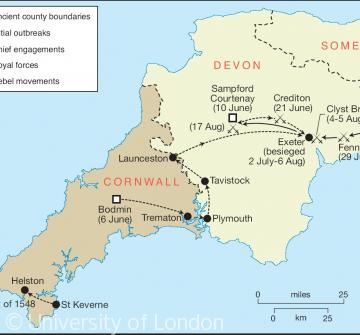 ncient county boundaries
tial outbreaks
hief engagements
oyal forces
ebel movements
SOME
DEVON
Sampford
Courtenay
(10 June)
Crediton
(21 June)
Clyst Br
(4-5 Aug
(17 Aug)
Exeter
(besieged
2 July-6 Aug)
Fenn
(29 J
Launceston
CORNWALL
Tavistock
Bodmin
(6 June)
Trematon
Plymouth
Helston
t of 1548
St Keverne
0 miles 25
0 km 25
© University of London